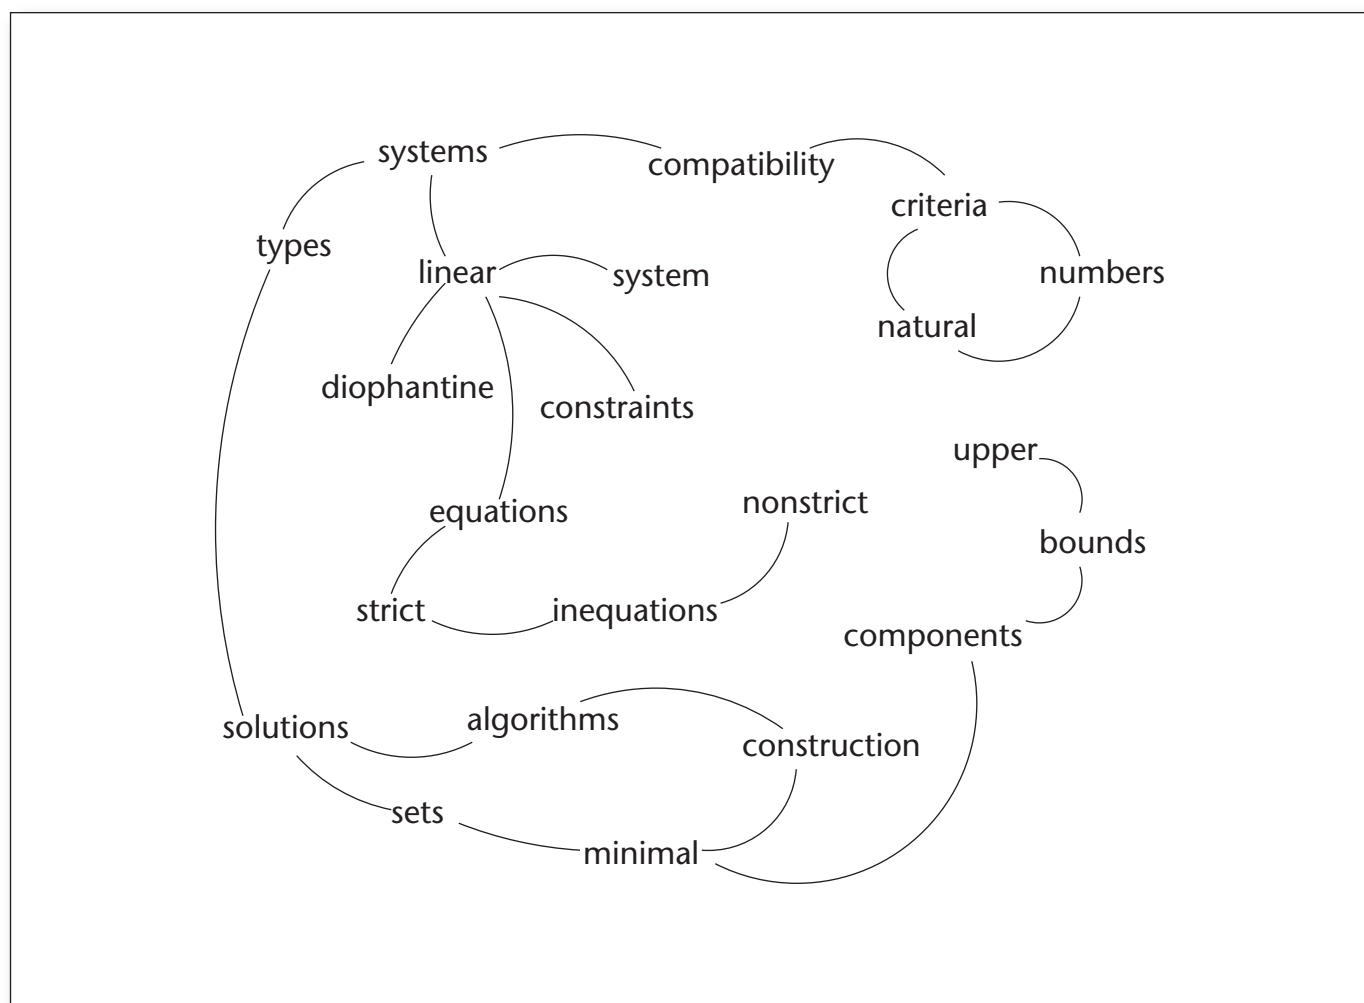 systems
compatibility
criteria
types
linear
system
numbers
natural
diophantine
constraints
upper
nonstrict
equations
bounds
strict
inequations
components
solutions
algorithms
construction
sets
minimal